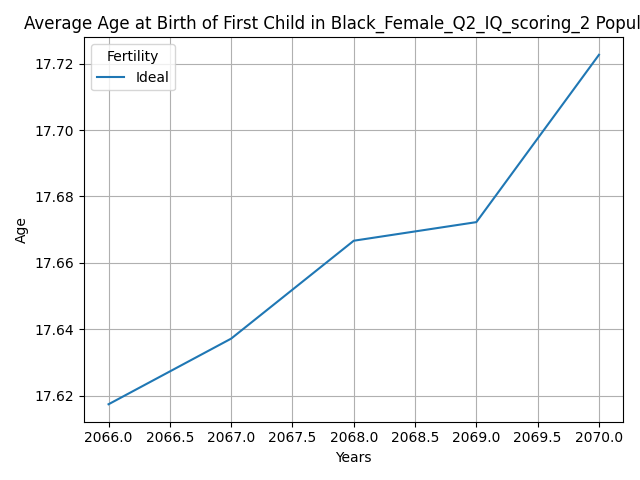 Average Age at Birth of First Child in Black_Female_Q2_IQ_scoring_2 Popul
Fertility
Ideal
17.72
17.70
17.68
17.66
17.64
17.62
Age
2066.0 2066.5 2067.0 2067.5 2068.0 2068.5 2069.0 2069.5 2070.0
Years